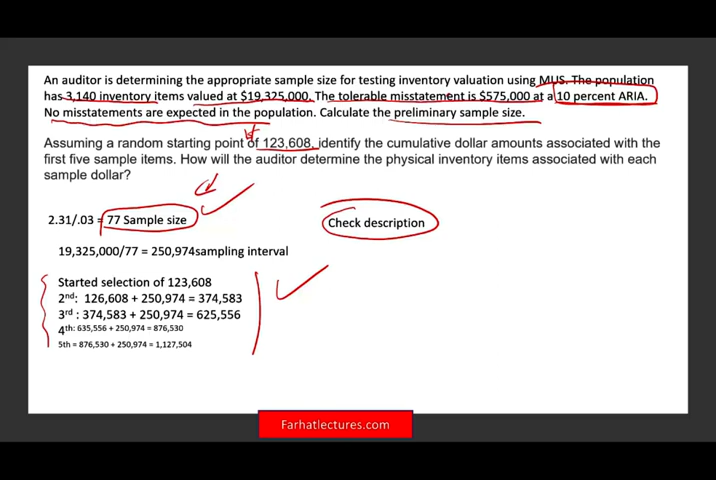 An auditor is determining the appropriate sample size for testing inventory valuation using MUS. The population
has 3,140 inventory items valued at $19,325,000. The tolerable misstatement is $575,000 at a 10 percent ARIA.
No misstatements are expected in the population. Calculate the preliminary sample size.
Assuming a random starting point of 123,608, identify the cumulative dollar amounts associated with the
first five sample items. How will the auditor determine the physical inventory items associated with each
sample dollar?
2.31/.03 = 77 Sample size
Check description
19,325,000/77 = 250,974sampling interval
Started selection of 123,608
2nd: 126,608 + 250,974 = 374,583
3rd : 374,583 + 250,974 = 625,556
4th: 635,556 + 250,974 = 876,530
5th = 876,530 + 250,974 = 1,127,504
Farhatlectures.com